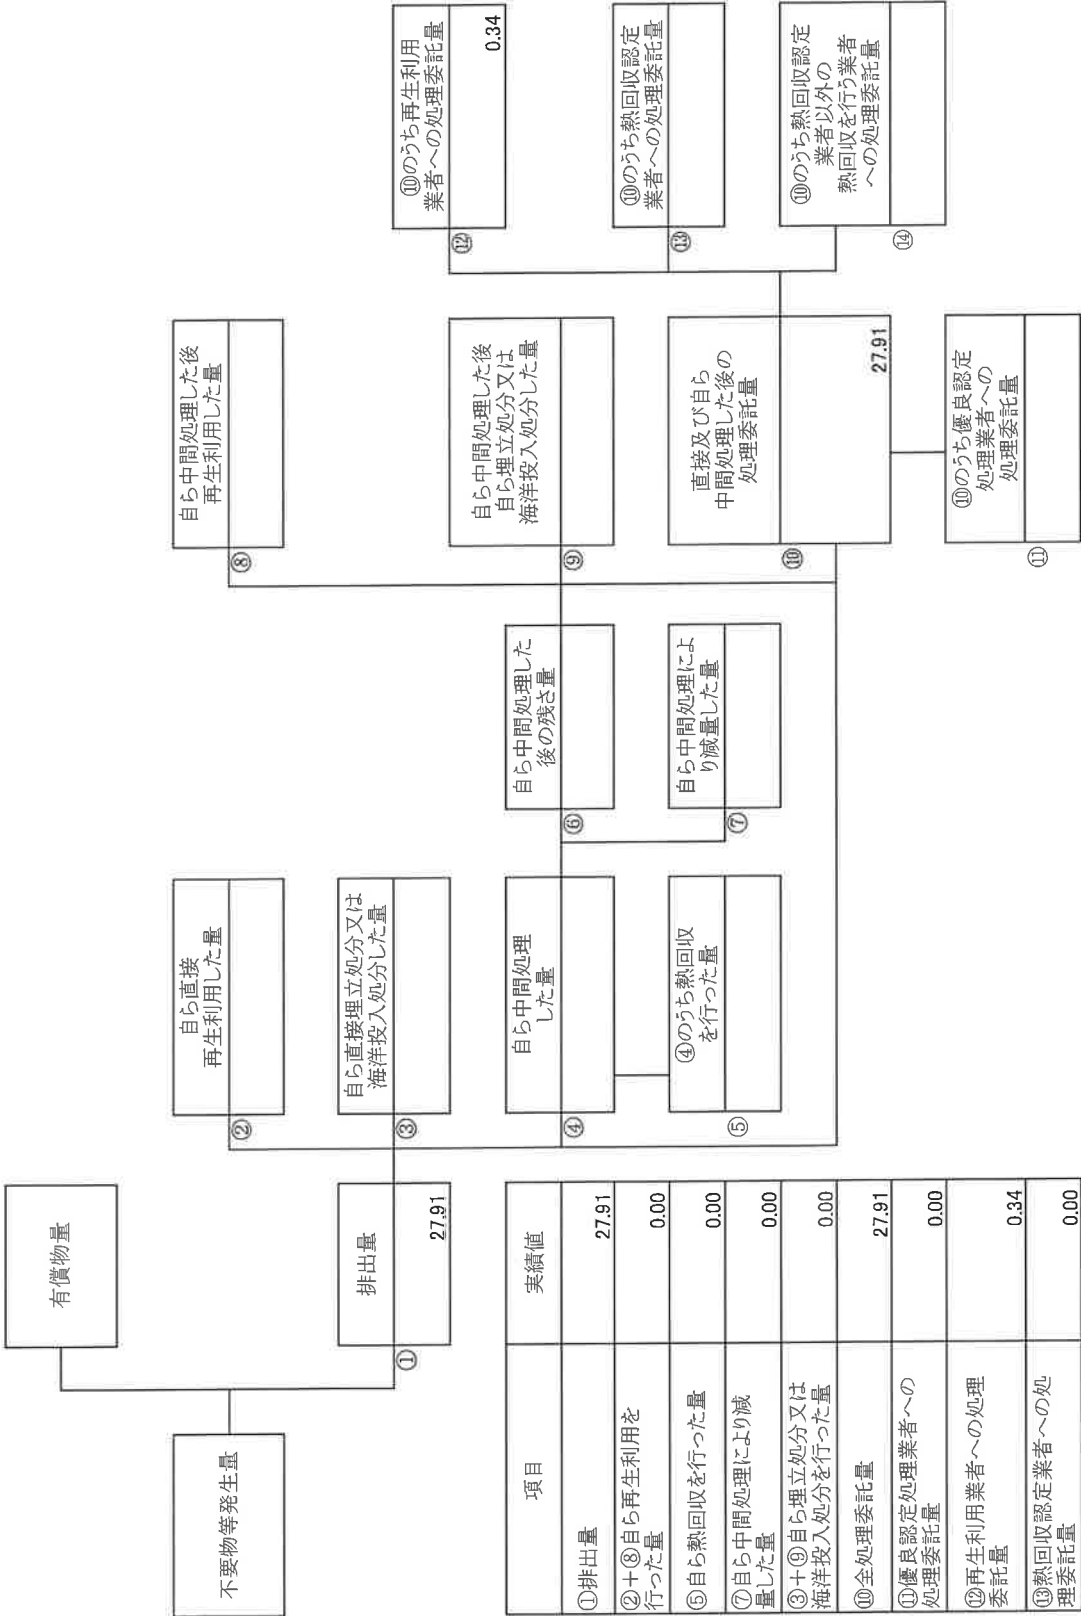 不要物等発生量
有償物量
①
排出量
27.91
②
自ら直接
再生利用した量
③
自ら直接埋立処分又は
海洋投入処分した量
④
自ら中間処理
した量
⑤
④のうち熱回収
を行った量
⑥
自ら中間処理した
後の残さ量
⑦
自ら中間処理によ
り減量した量
⑧
自ら中間処理した後
再生利用した量
⑨
自ら中間処理した後
自ら埋立処分又は
海洋投入処分した量
⑩
直接及び自ら
中間処理した後の
処理委託量
27.91
⑪
⑩のうち優良認定
処理業者への
処理委託量
⑫
⑩のうち再生利用
業者への処理委託量
0.34
⑬
⑩のうち熱回収認定
業者への処理委託量
⑭
⑩のうち熱回収認定
業者以外の
熱回収を行う業者
への処理委託量
項目
実績値
①排出量
27.91
②+⑧自ら再生利用を
行った量
0.00
⑤自ら熱回収を行った量
0.00
⑦自ら中間処理により減
量した量
0.00
③+⑨自ら埋立処分又は
海洋投入処分を行った量
0.00
⑩全処理委託量
27.91
⑪優良認定処理業者への
処理委託量
0.00
⑫再生利用業者への処理
委託量
0.34
⑬熱回収認定業者への処
理委託量
0.00